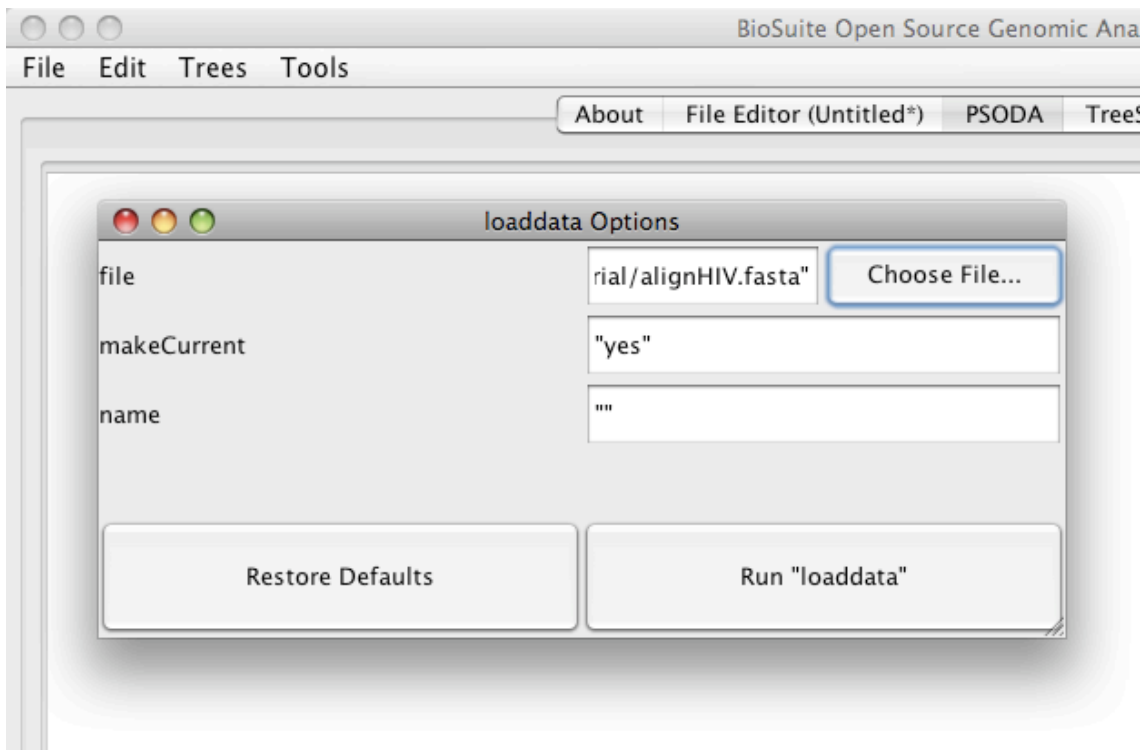 BioSuite Open Source Genomic Ana
File Edit Trees Tools
About File Editor (Untitled*) PSODA TreeS
loaddata Options
file rial/alignHIV.fasta" Choose File...
makeCurrent "yes"
name ""
Restore Defaults Run "loaddata"